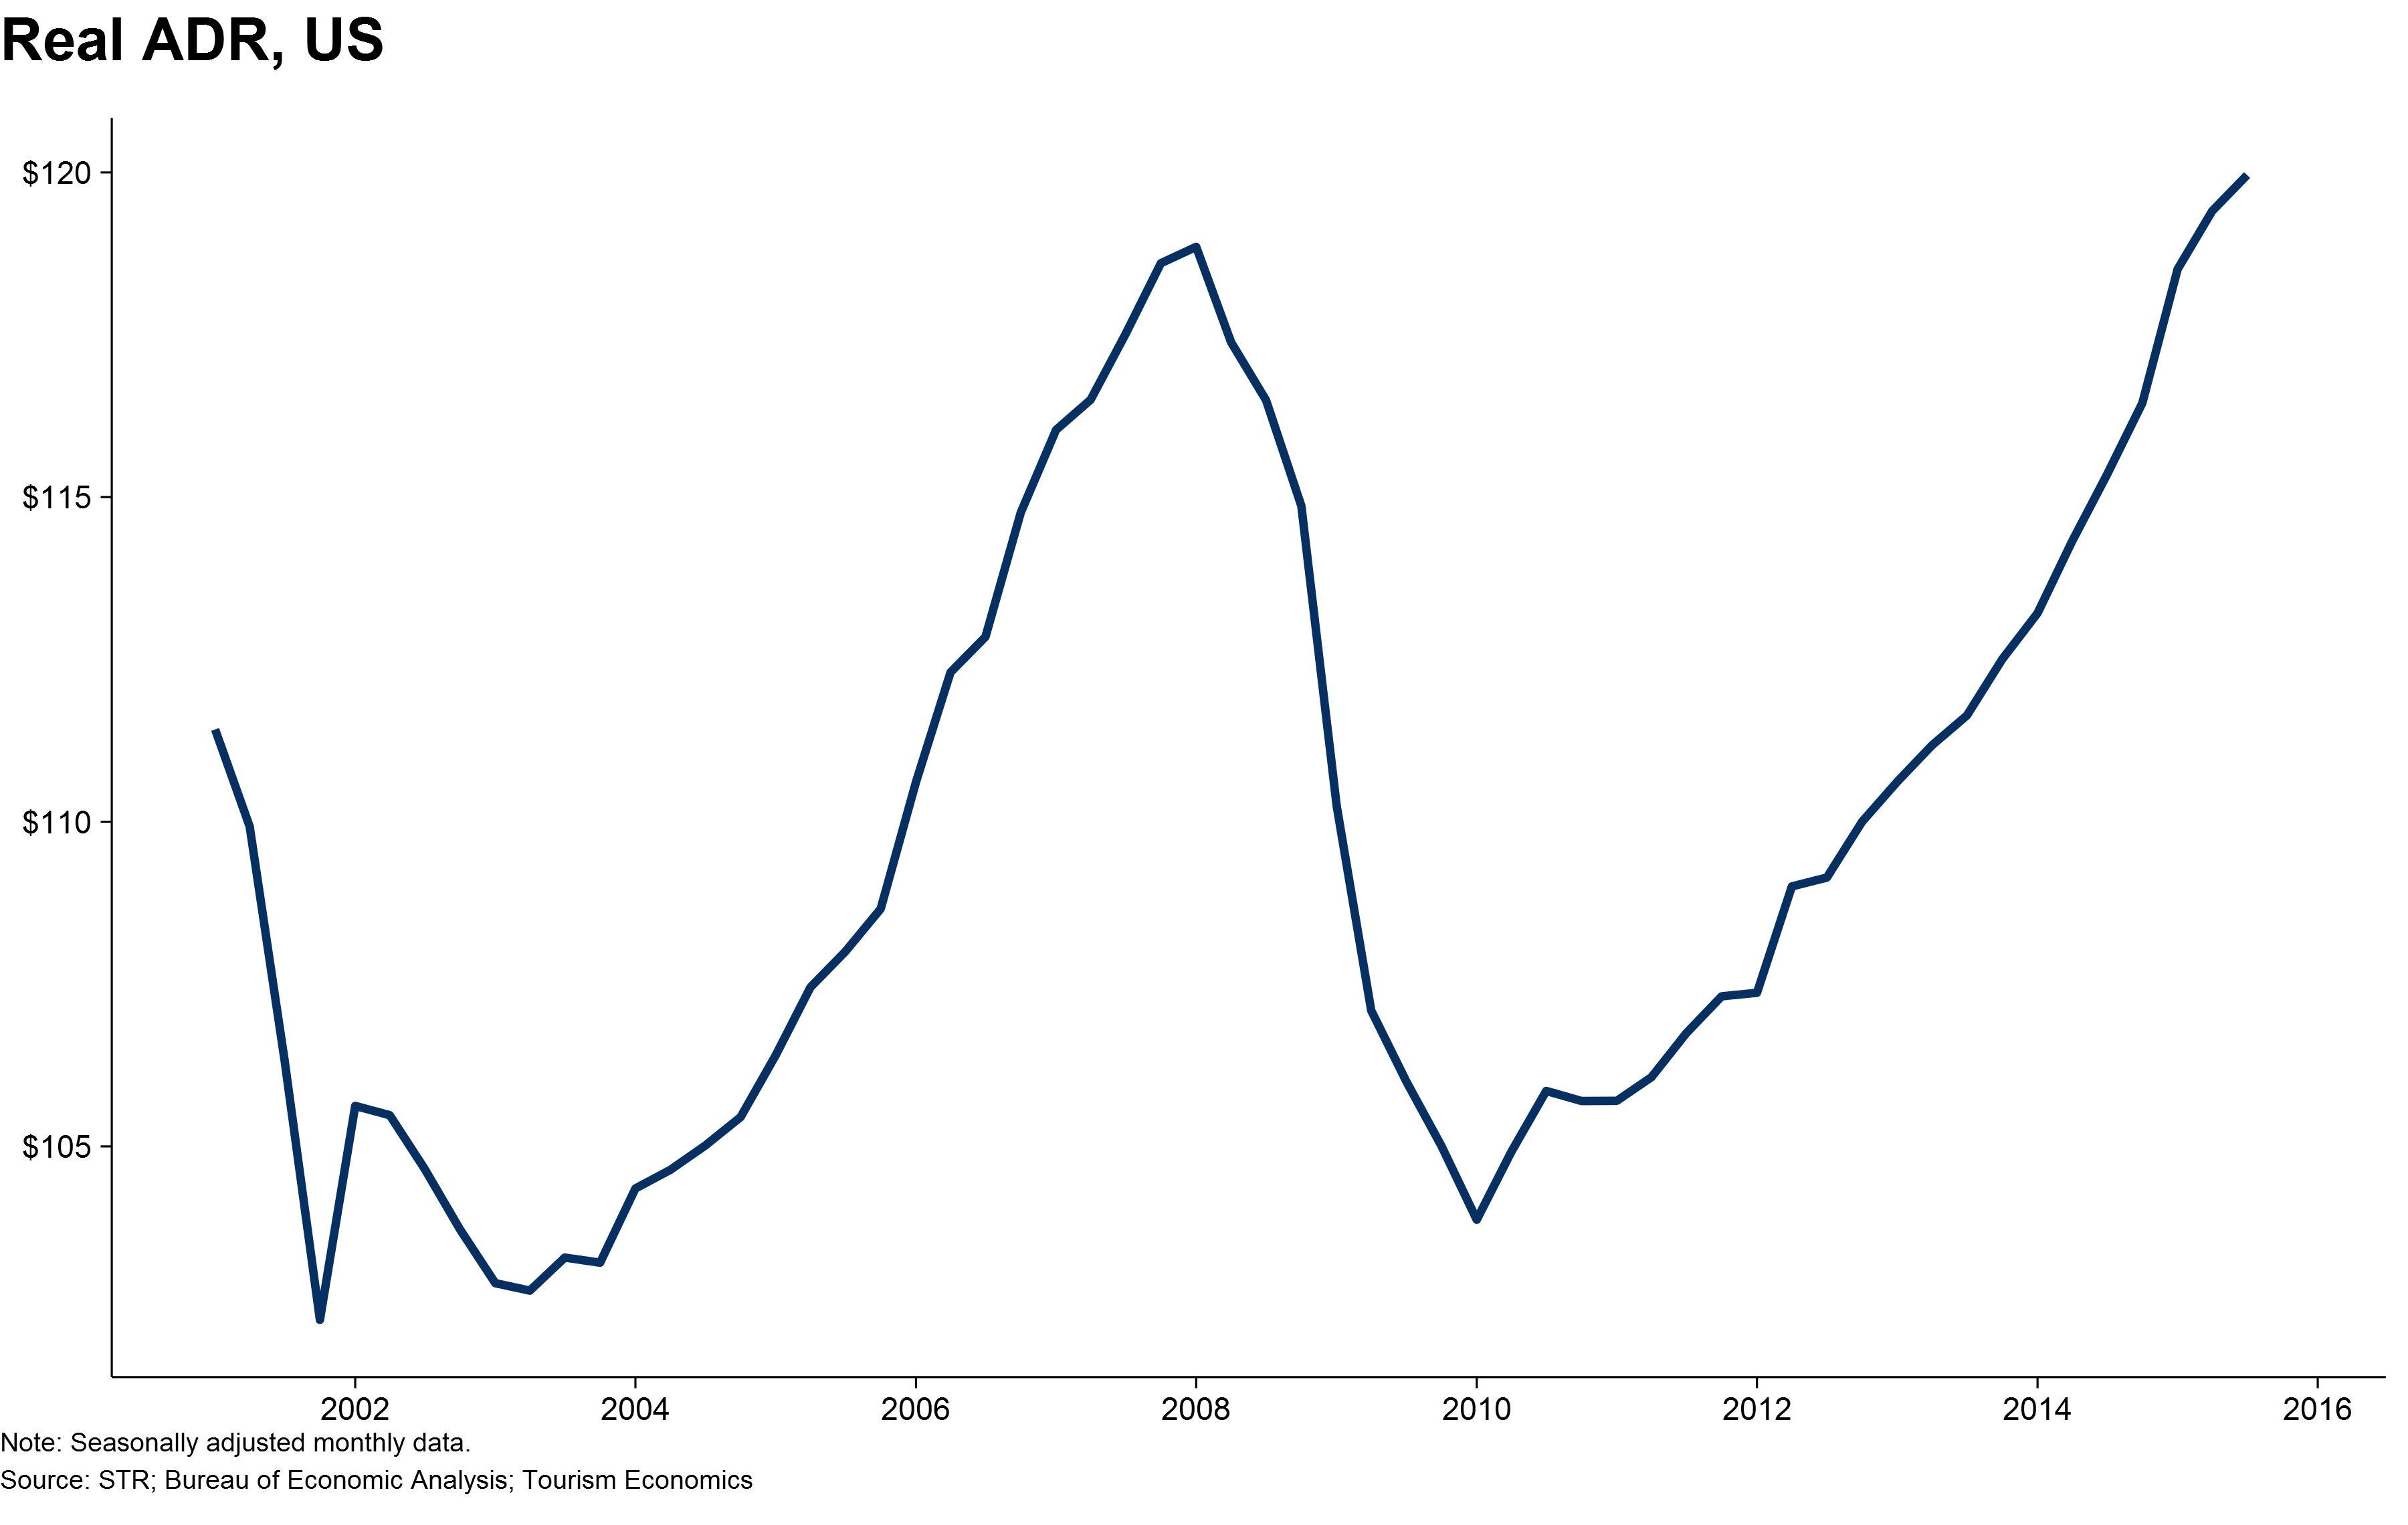 Real ADR, US
$120
$115
$110
$105
2002 2004 2006 2008 2010 2012 2014 2016
Note: Seasonally adjusted monthly data.
Source: STR; Bureau of Economic Analysis; Tourism Economics